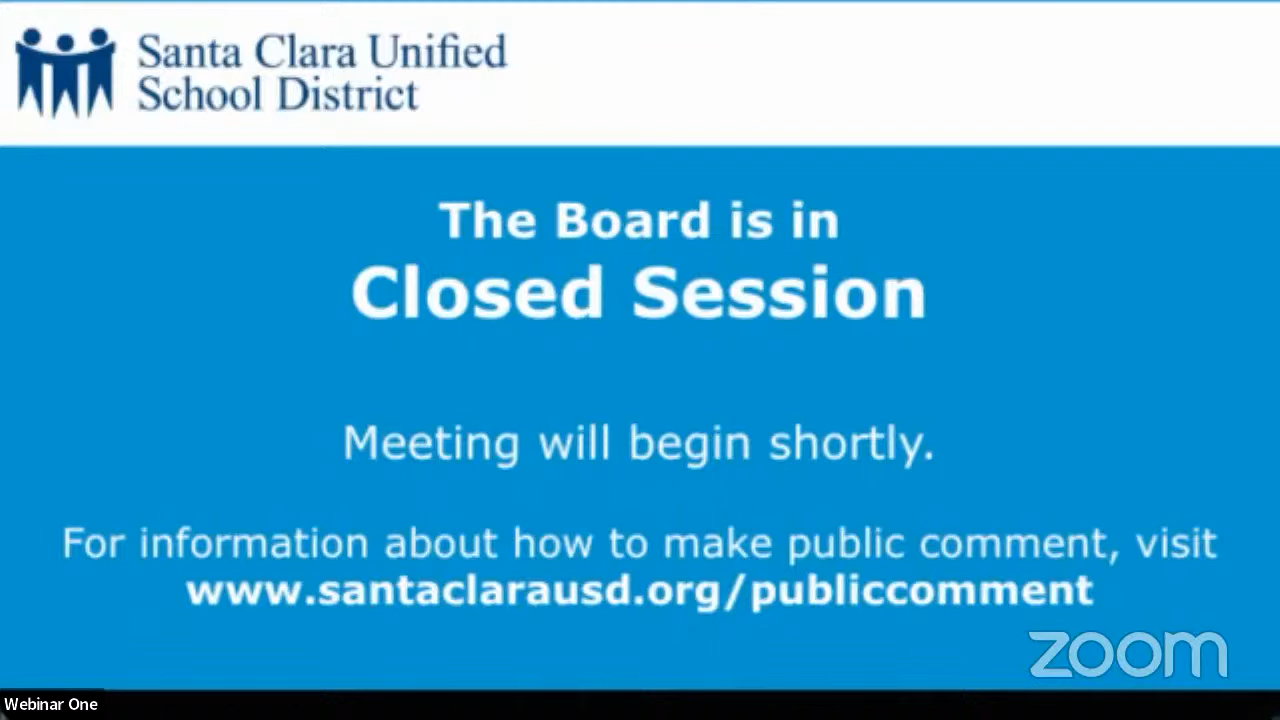 Santa Clara Unified
School District
The Board is in
Closed Session
Meeting will begin shortly.
For information about how to make public comment, visit
www.santaclarausd.org/publiccomment
zoom
Webinar One